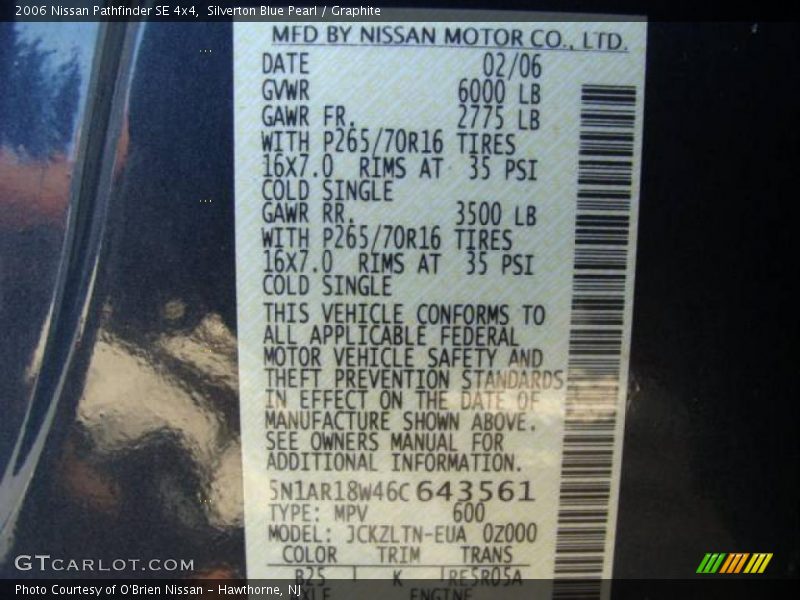 2006 Nissan Pathfinder SE 4x4, Silverton Blue Pearl / Graphite
MFD BY NISSAN MOTOR CO., LTD.
DATE 02/06
GVWR 6000 LB
GAWR FR. 2775 LB
WITH P265/70R16 TIRES
16X7.0 RIMS AT 35 PSI
COLD SINGLE
GAWR RR. 3500 LB
WITH P265/70R16 TIRES
16X7.0 RIMS AT 35 PSI
COLD SINGLE
THIS VEHICLE CONFORMS TO
ALL APPLICABLE FEDERAL
MOTOR VEHICLE SAFETY AND
THEFT PREVENTION STANDARDS
IN EFFECT ON THE DATE OF
MANUFACTURE SHOWN ABOVE.
SEE OWNERS MANUAL FOR
ADDITIONAL INFORMATION.
5N1AR18W46C643561
TYPE: MPV 600
MODEL: JCKZLTN-EUA 0Z000
COLOR TRIM TRANS
B25 K RE5R05A
GTCARLOT.COM
Photo Courtesy of O'Brien Nissan - Hawthorne, NJ